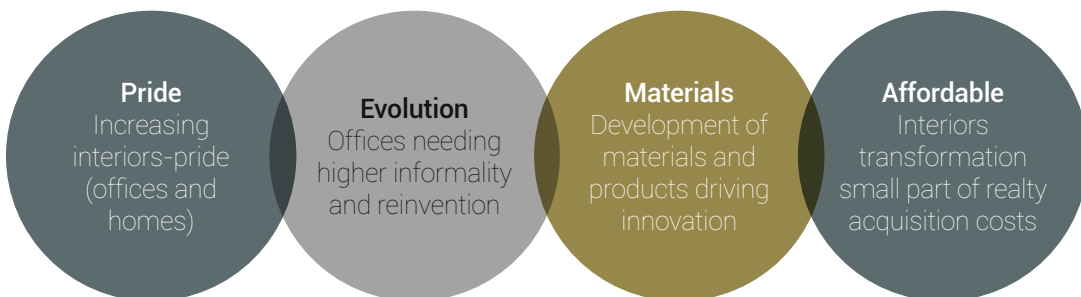 Pride
Increasing
interiors-pride
(offices and
homes)
Evolution
Offices needing
higher informality
and reinvention
Materials
Development of
materials and
products driving
innovation
Affordable
Interiors
transformation
small part of realty
acquisition costs